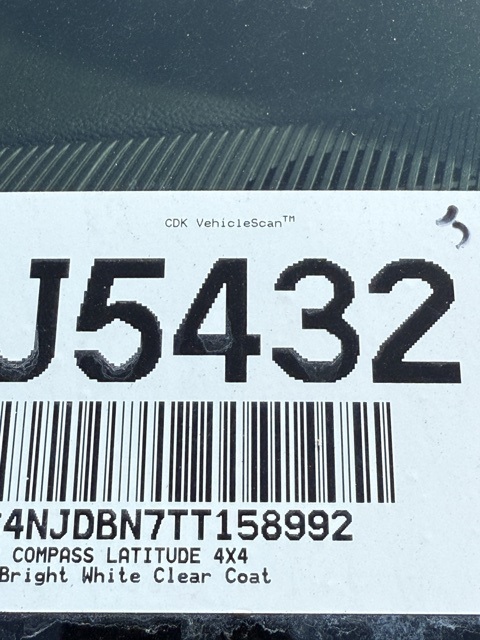 CDK VehicleScan™
J5432
4NJDBN7TT158992
COMPASS LATITUDE 4X4
Bright White Clear Coat